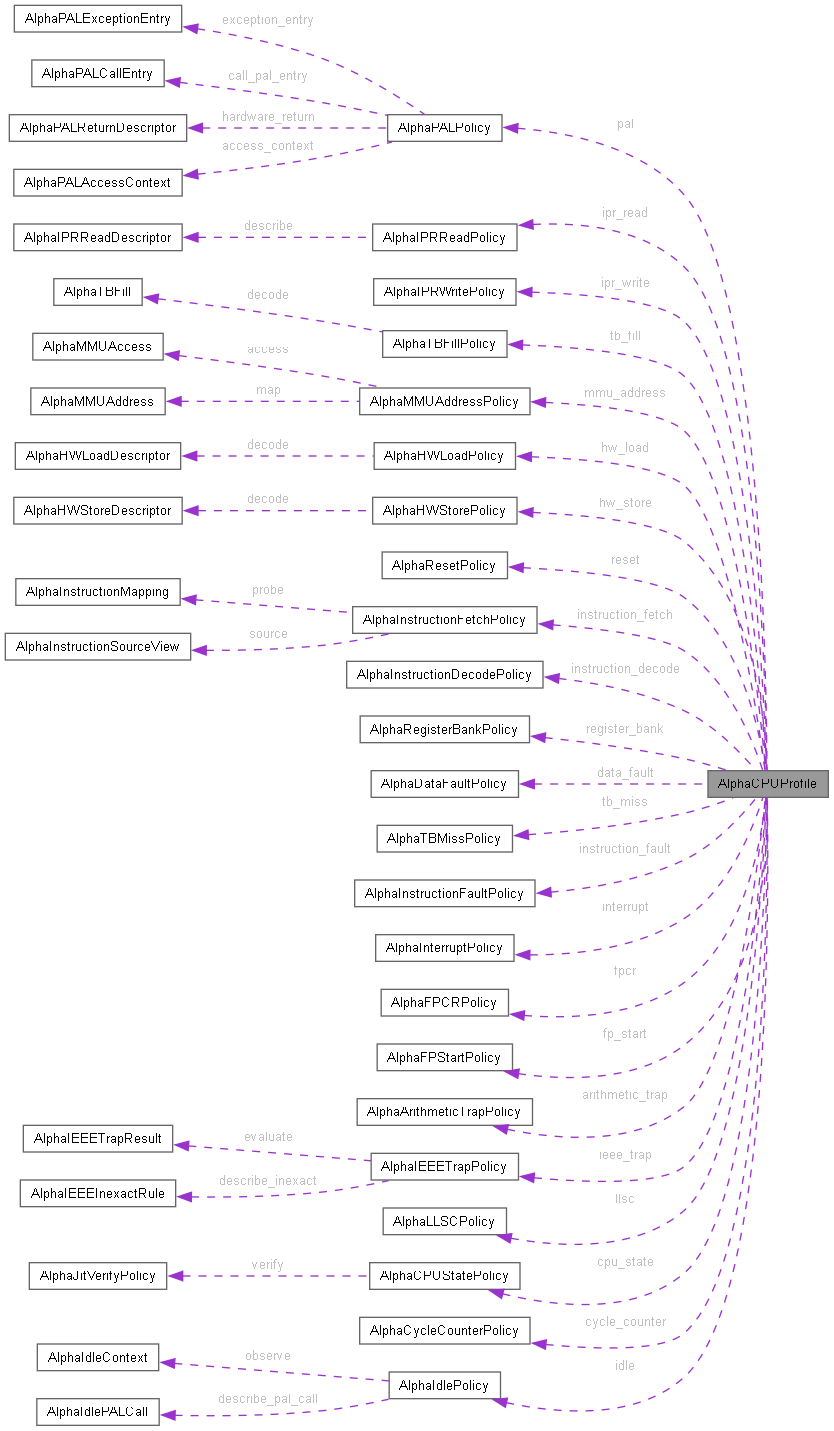 AlphaPALExceptionEntry
exception_entry
AlphaPALCallEntry
call_pal_entry
AlphaPALReturnDescriptor
hardware_return
AlphaPALPolicy
pal
access_context
AlphaPALAccessContext
ipr_read
AlphaIPRReadDescriptor
describe
AlphaIPRReadPolicy
ipr_write
AlphaTBFill
decode
AlphaIPRWritePolicy
tb_fill
AlphaMMUAccess
access
AlphaTBFillPolicy
mmu_address
AlphaMMUAddress
map
AlphaMMUAddressPolicy
hw_load
AlphaHWLoadDescriptor
decode
AlphaHWLoadPolicy
hw_store
AlphaHWStoreDescriptor
decode
AlphaHWStorePolicy
reset
AlphaResetPolicy
AlphaInstructionMapping
probe
instruction_fetch
AlphaInstructionFetchPolicy
AlphaInstructionSourceView
source
instruction_decode
AlphaInstructionDecodePolicy
register_bank
AlphaRegisterBankPolicy
data_fault
AlphaDataFaultPolicy
AlphaCPUProfile
tb_miss
AlphaTBMissPolicy
instruction_fault
AlphaInstructionFaultPolicy
interrupt
AlphaInterruptPolicy
fpcr
AlphaFPCRPolicy
fp_start
AlphaFPStartPolicy
arithmetic_trap
AlphaArithmeticTrapPolicy
AlphaIEEETrapResult
evaluate
ieee_trap
AlphaIEEETrapPolicy
AlphaIEEEInexactRule
describe_inexact
llsc
AlphaLLSCPolicy
cpu_state
AlphaJitVerifyPolicy
verify
AlphaCPUStatePolicy
cycle_counter
AlphaCycleCounterPolicy
AlphaIdleContext
observe
idle
AlphaIdlePolicy
AlphaIdlePALCall
describe_pal_call